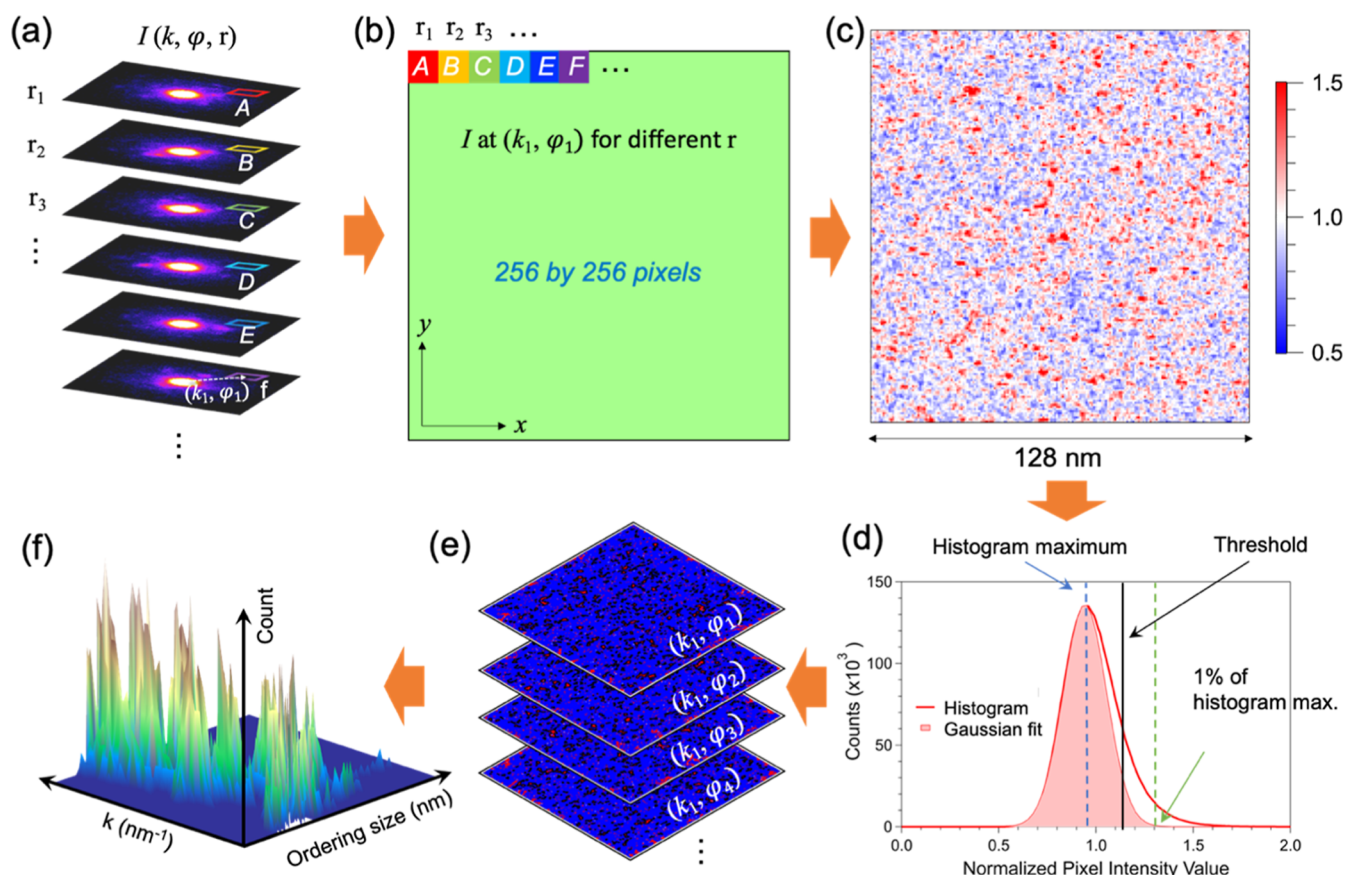 (a)
I (k, φ, r)
r₁
A
r₂
B
r₃
C
⋮
D
E
(k₁, φ₁) f
⋮
(b)
r₁ r₂ r₃ ...
A B C D E F ...
I at (k₁, φ₁) for different r
256 by 256 pixels
y
x
(c)
1.5
1.0
0.5
128 nm
(d)
Histogram maximum
Threshold
150
100
50
0
Counts (x10³)
Histogram
Gaussian fit
1% of
histogram max.
0.0 0.5 1.0 1.5 2.0
Normalized Pixel Intensity Value
(e)
(k₁, φ₁)
(k₁, φ₂)
(k₁, φ₃)
(k₁, φ₄)
⋮
(f)
Count
k (nm⁻¹)
Ordering size (nm)